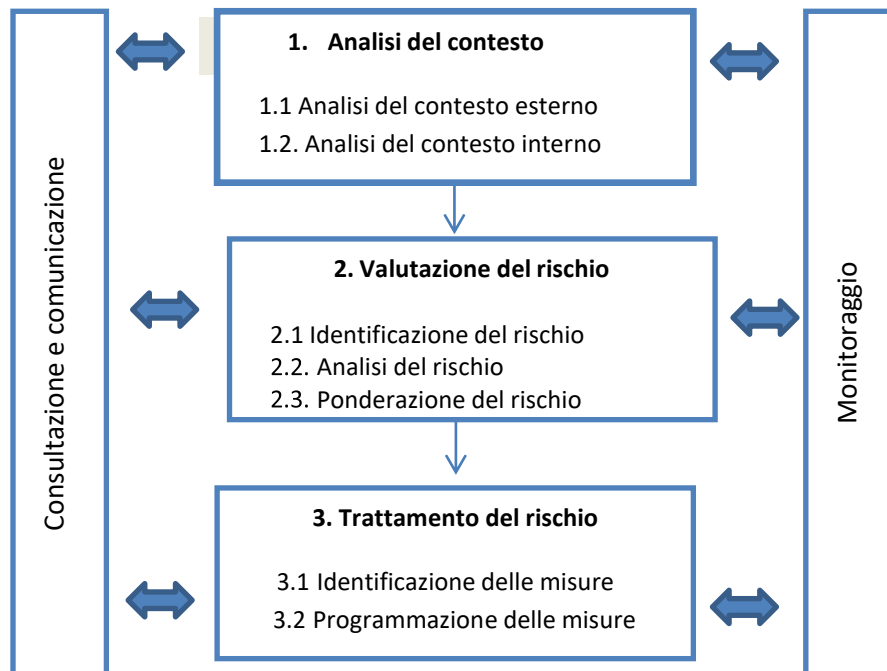 Consultazione e comunicazione
1. Analisi del contesto
1.1 Analisi del contesto esterno
1.2. Analisi del contesto interno
2. Valutazione del rischio
2.1 Identificazione del rischio
2.2. Analisi del rischio
2.3. Ponderazione del rischio
3. Trattamento del rischio
3.1 Identificazione delle misure
3.2 Programmazione delle misure
Monitoraggio